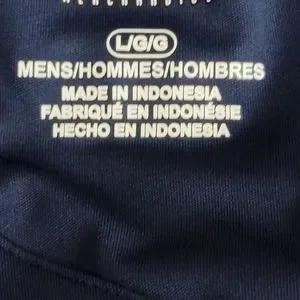 L/G/G
MENS/HOMMES/HOMBRES
MADE IN INDONESIA
FABRIQUÉ EN INDONÉSIE
HECHO EN INDONESIA